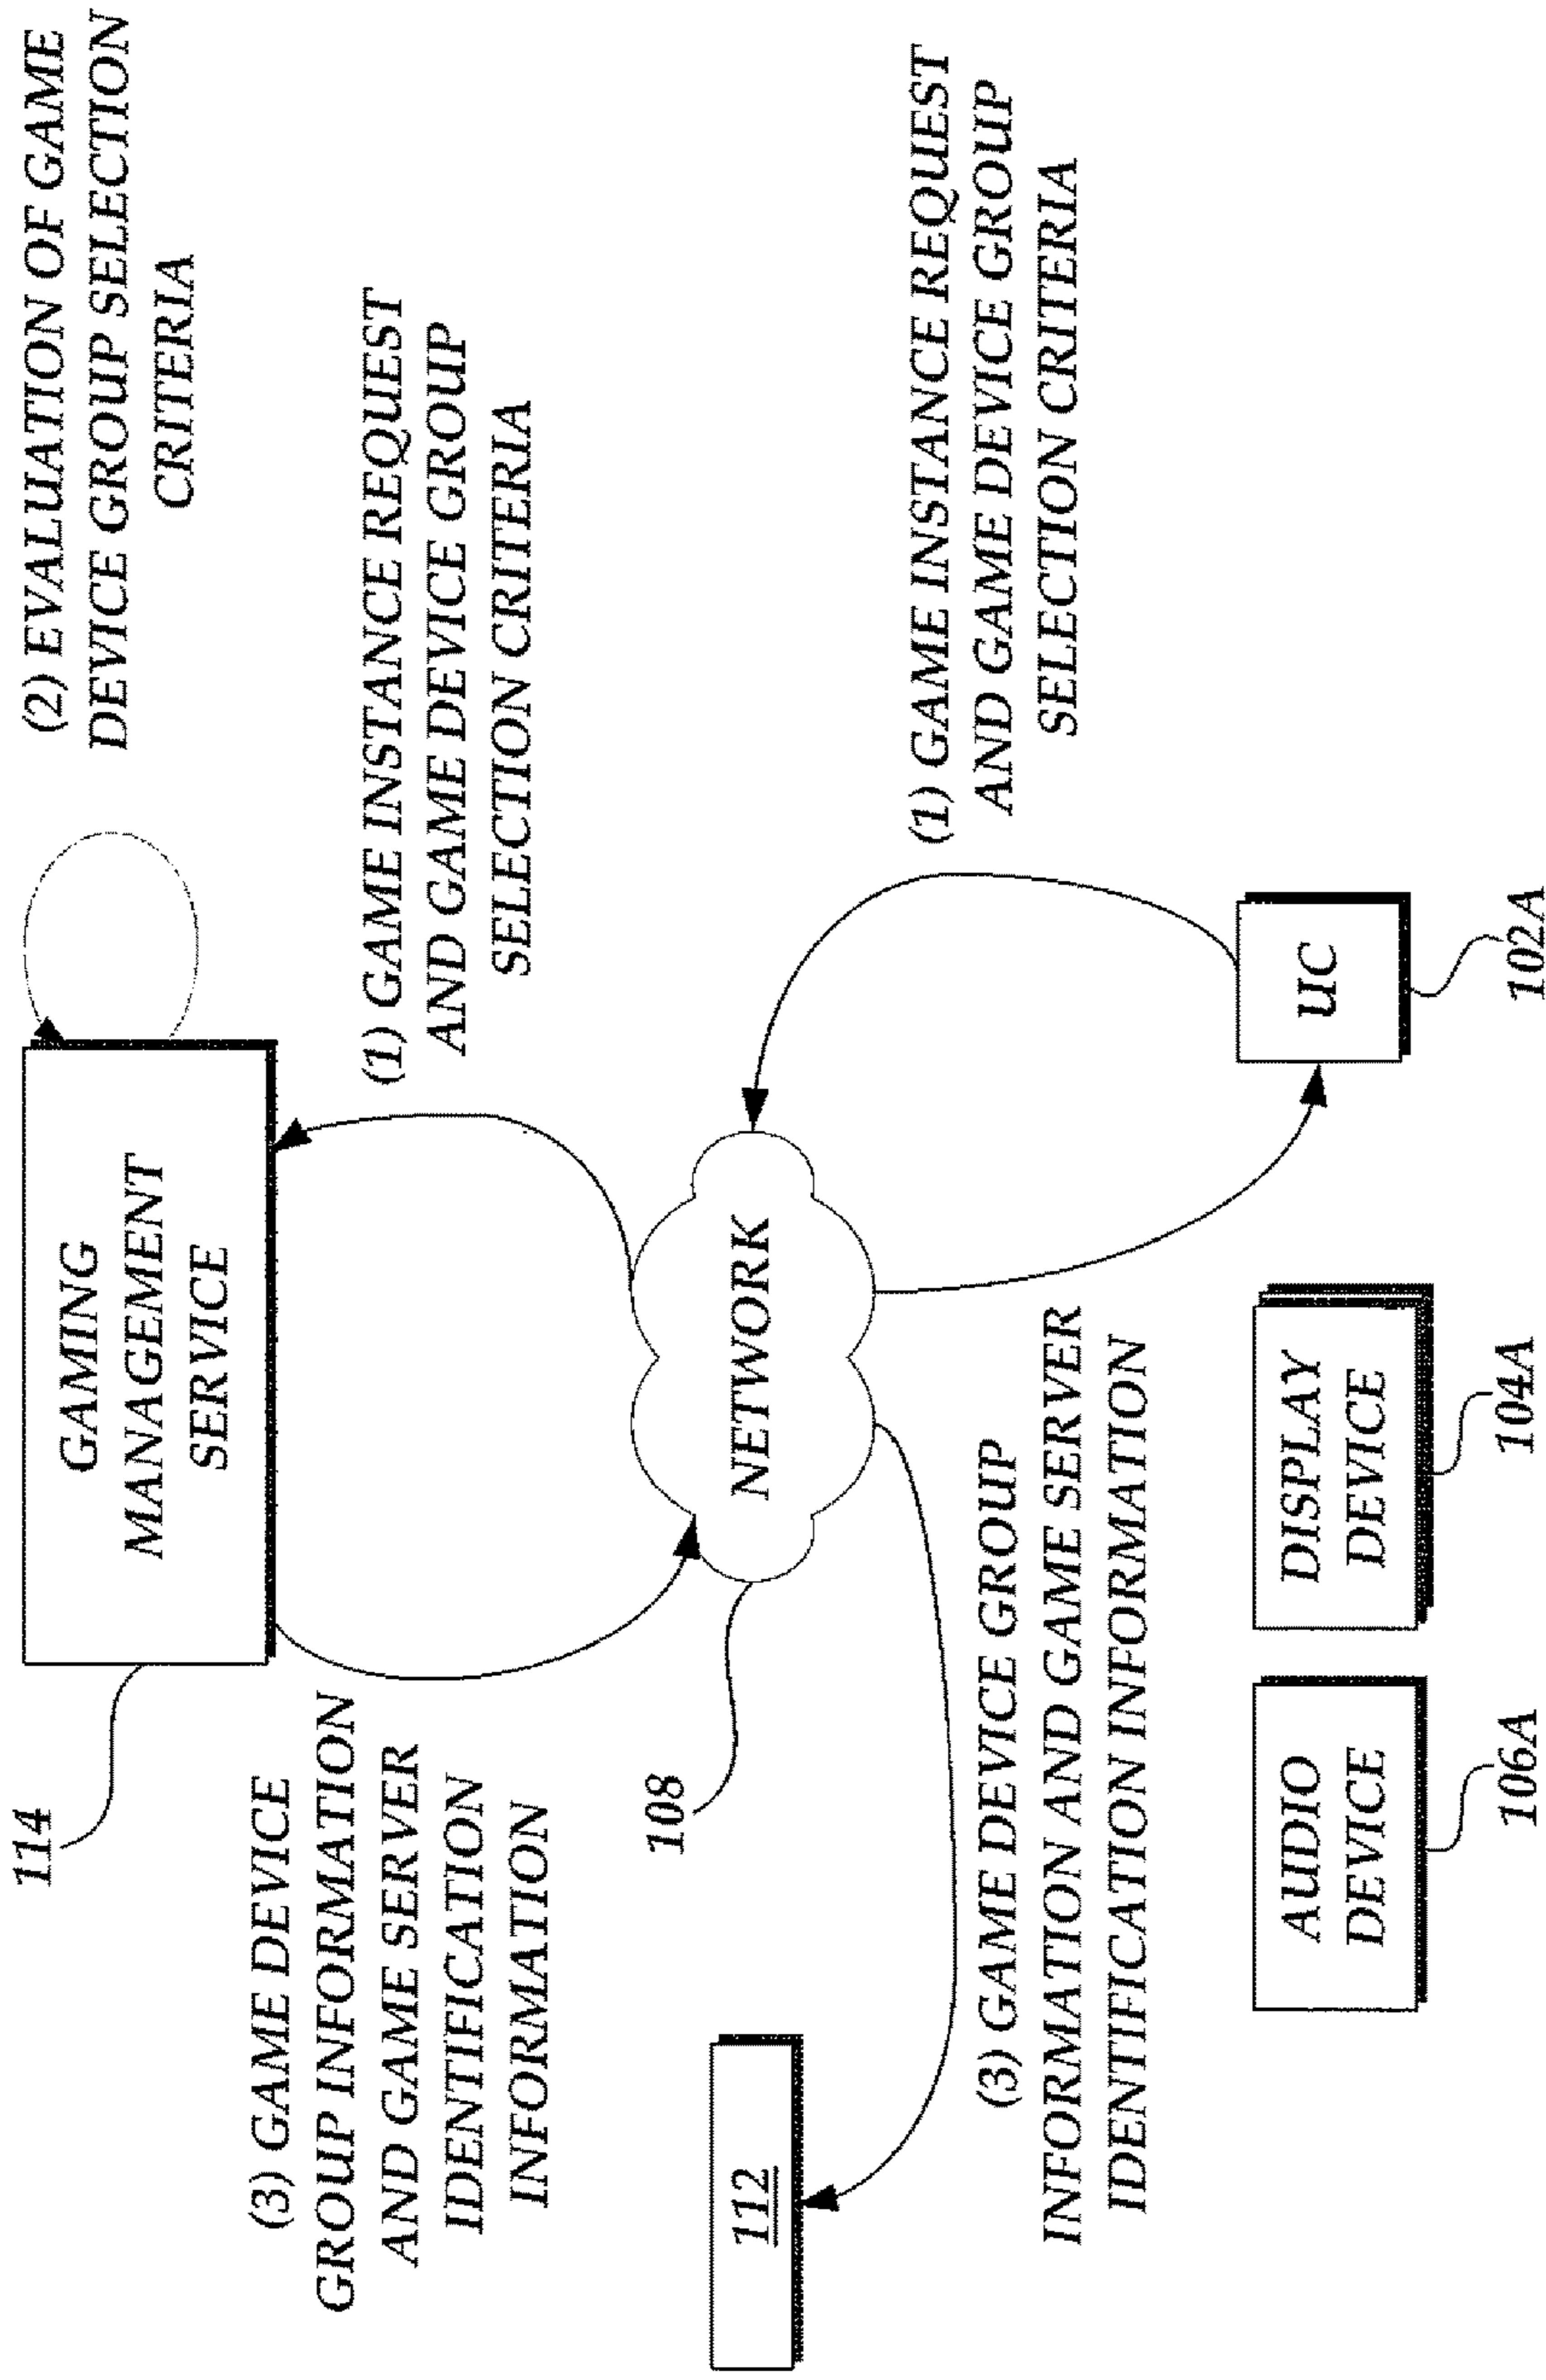 114
GAMING
MANAGEMENT
SERVICE
(2) EVALUATION OF GAME
DEVICE GROUP SELECTION
CRITERIA
(3) GAME DEVICE
GROUP INFORMATION
AND GAME SERVER
IDENTIFICATION
INFORMATION
(1) GAME INSTANCE REQUEST
AND GAME DEVICE GROUP
SELECTION CRITERIA
108
112
NETWORK
(1) GAME INSTANCE REQUEST
AND GAME DEVICE GROUP
SELECTION CRITERIA
(3) GAME DEVICE GROUP
INFORMATION AND GAME SERVER
IDENTIFICATION INFORMATION
AUDIO
DEVICE
106A
DISPLAY
DEVICE
104A
UC
102A